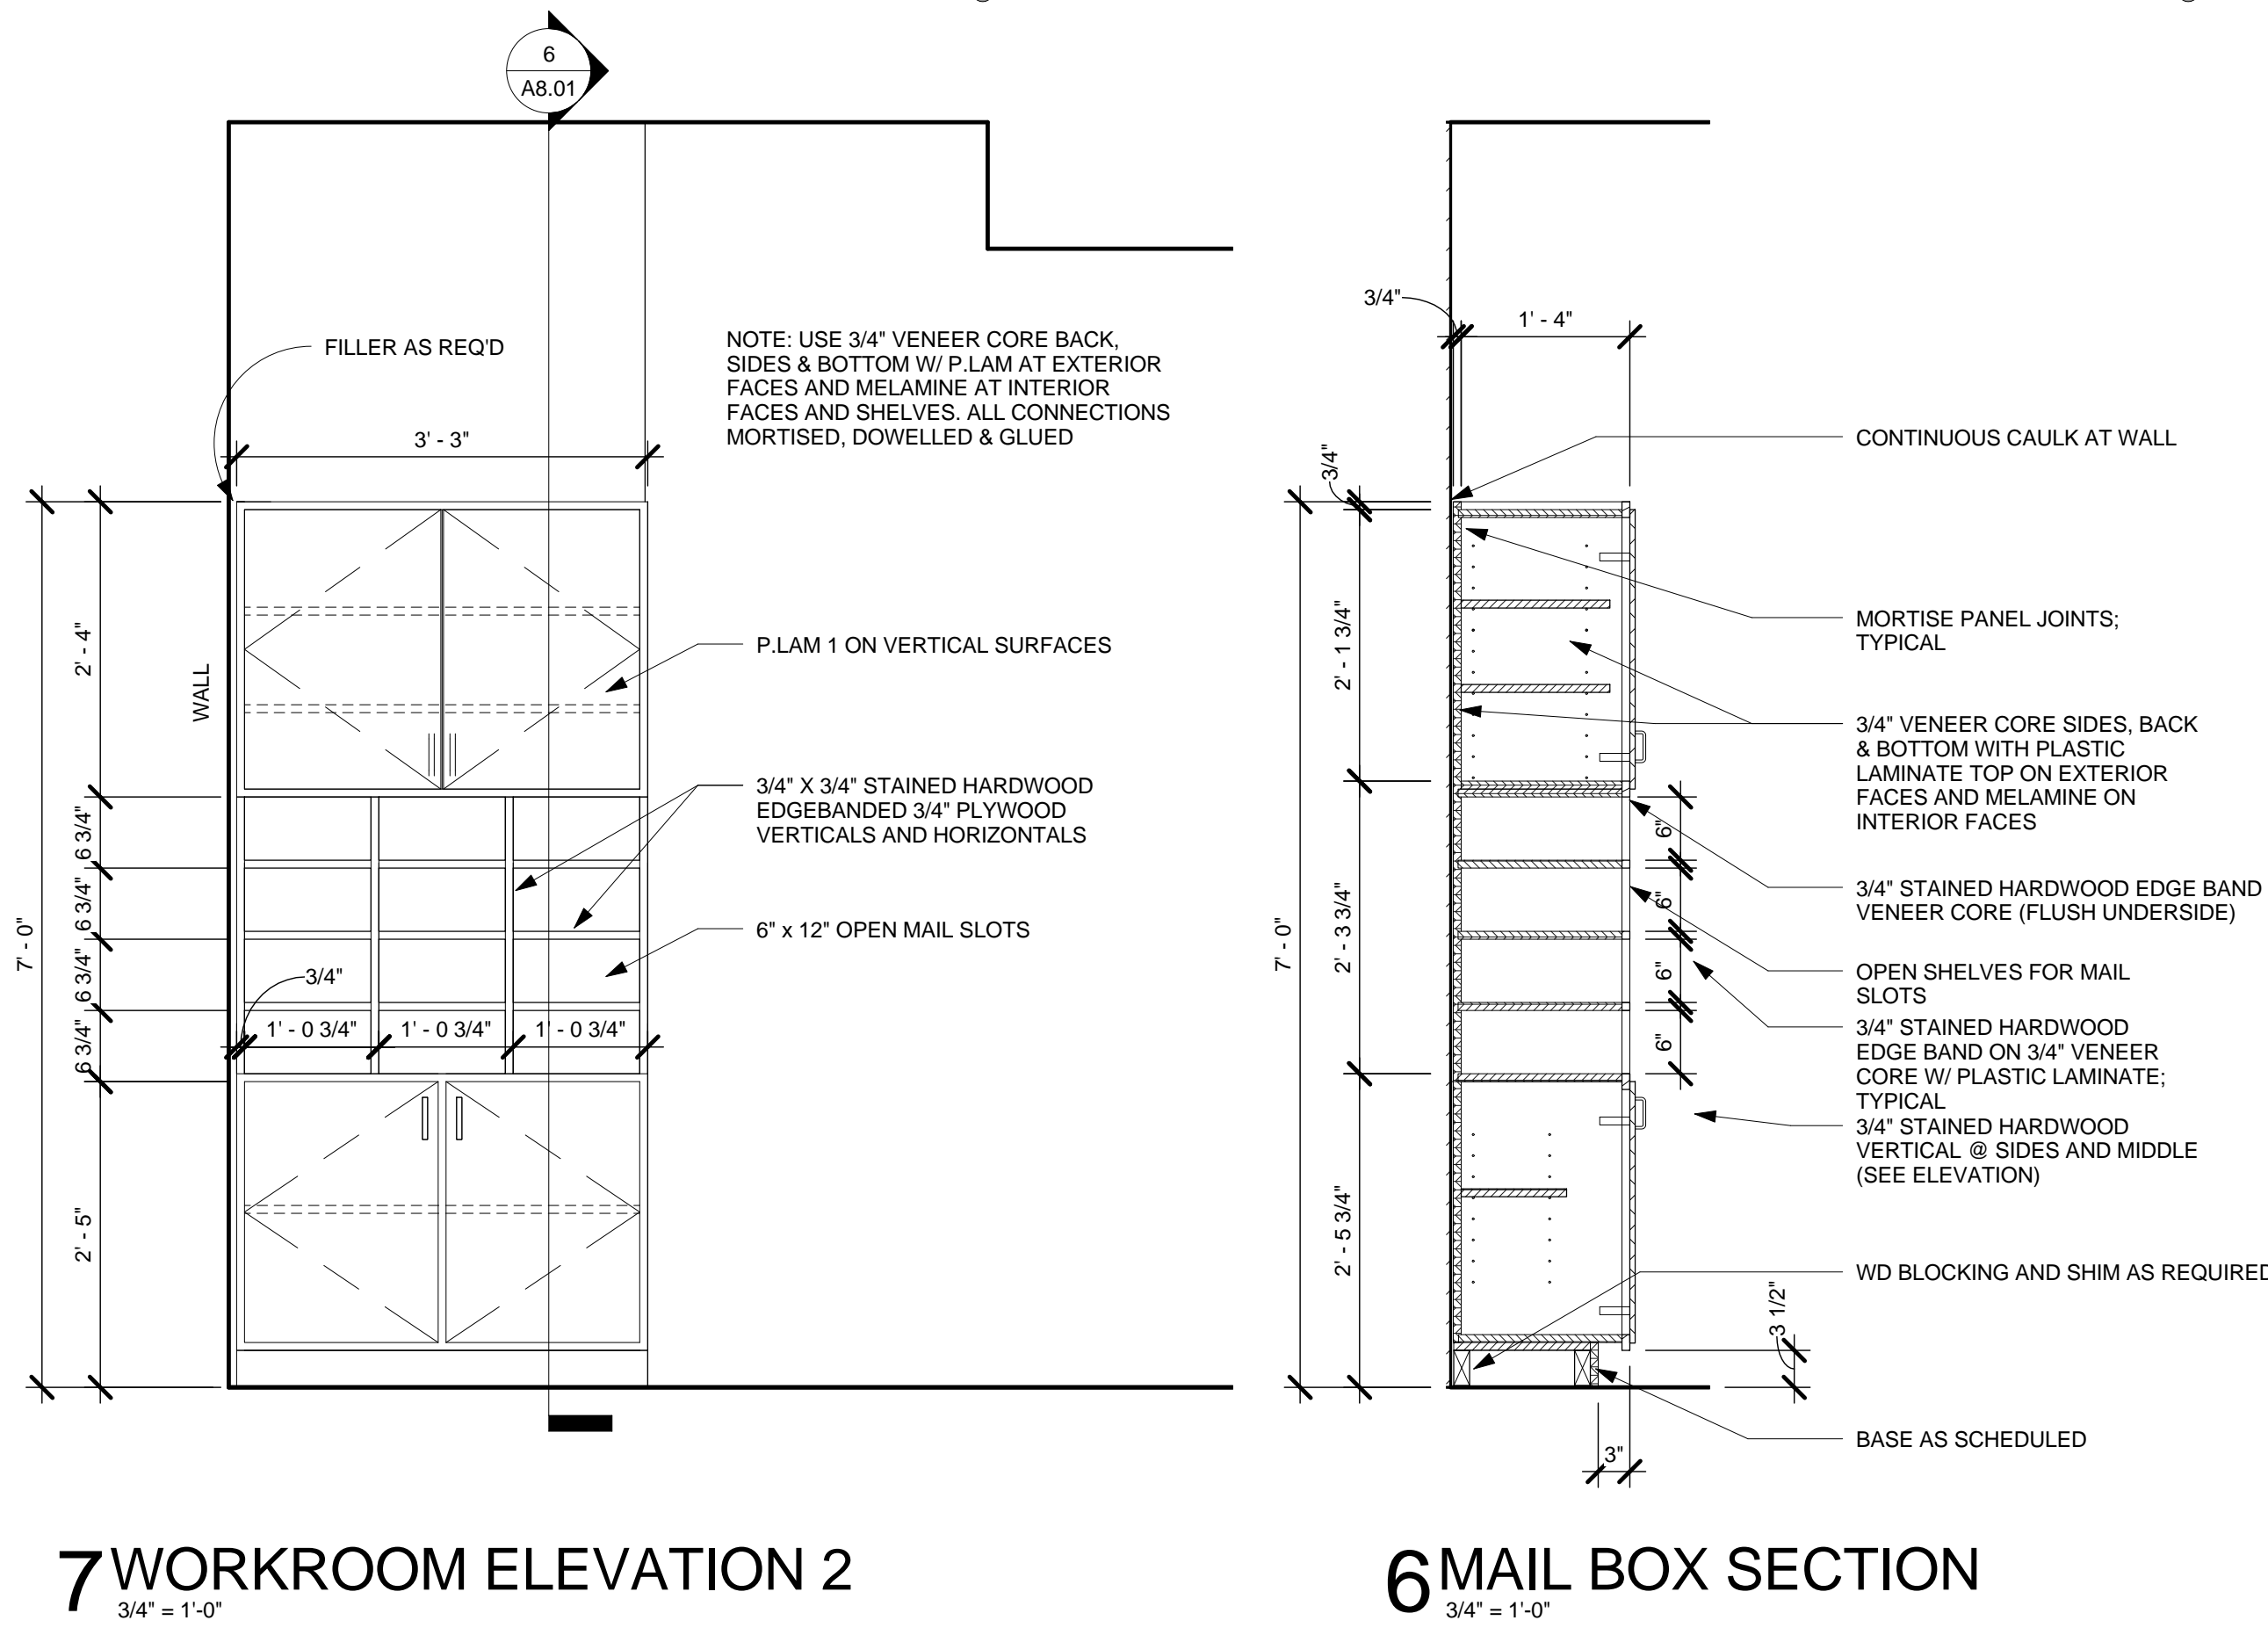 6
A8.01
FILLER AS REQ'D
NOTE: USE 3/4" VENEER CORE BACK,
SIDES & BOTTOM W/ P.LAM AT EXTERIOR
FACES AND MELAMINE AT INTERIOR
FACES AND SHELVES. ALL CONNECTIONS
MORTISED, DOWELLED & GLUED
3' - 3"
WALL
7' - 0"
2' - 4"
6 3/4"
6 3/4"
6 3/4"
6 3/4"
2' - 5"
P.LAM 1 ON VERTICAL SURFACES
3/4" X 3/4" STAINED HARDWOOD
EDGEBANDED 3/4" PLYWOOD
VERTICALS AND HORIZONTALS
6" x 12" OPEN MAIL SLOTS
3/4"
1' - 0 3/4"
1' - 0 3/4"
1' - 0 3/4"
7 WORKROOM ELEVATION 2
3/4" = 1'-0"
3/4"
1' - 4"
3/4"
7' - 0"
2' - 1 3/4"
2' - 3 3/4"
2' - 5 3/4"
6"
6"
6"
6"
3 1/2"
3"
CONTINUOUS CAULK AT WALL
MORTISE PANEL JOINTS;
TYPICAL
3/4" VENEER CORE SIDES, BACK
& BOTTOM WITH PLASTIC
LAMINATE TOP ON EXTERIOR
FACES AND MELAMINE ON
INTERIOR FACES
3/4" STAINED HARDWOOD EDGE BAND
VENEER CORE (FLUSH UNDERSIDE)
OPEN SHELVES FOR MAIL
SLOTS
3/4" STAINED HARDWOOD
EDGE BAND ON 3/4" VENEER
CORE W/ PLASTIC LAMINATE;
TYPICAL
3/4" STAINED HARDWOOD
VERTICAL @ SIDES AND MIDDLE
(SEE ELEVATION)
WD BLOCKING AND SHIM AS REQUIRED
BASE AS SCHEDULED
6 MAIL BOX SECTION
3/4" = 1'-0"